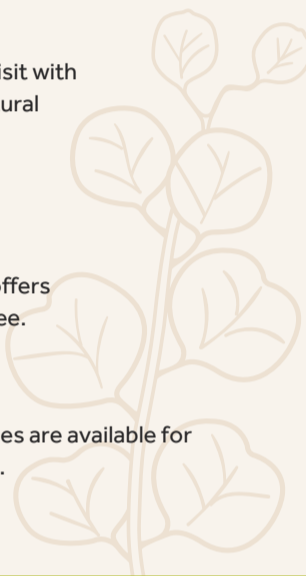 isit with
ural
offers
ee.
es are available for
.